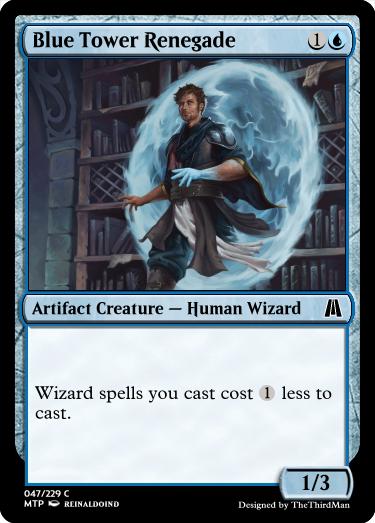 Blue Tower Renegade 1
Artifact Creature — Human Wizard
Wizard spells you cast cost 1 less to
cast.
1/3
047/229 C
MTP REINALDOIND
Designed by TheThirdMan